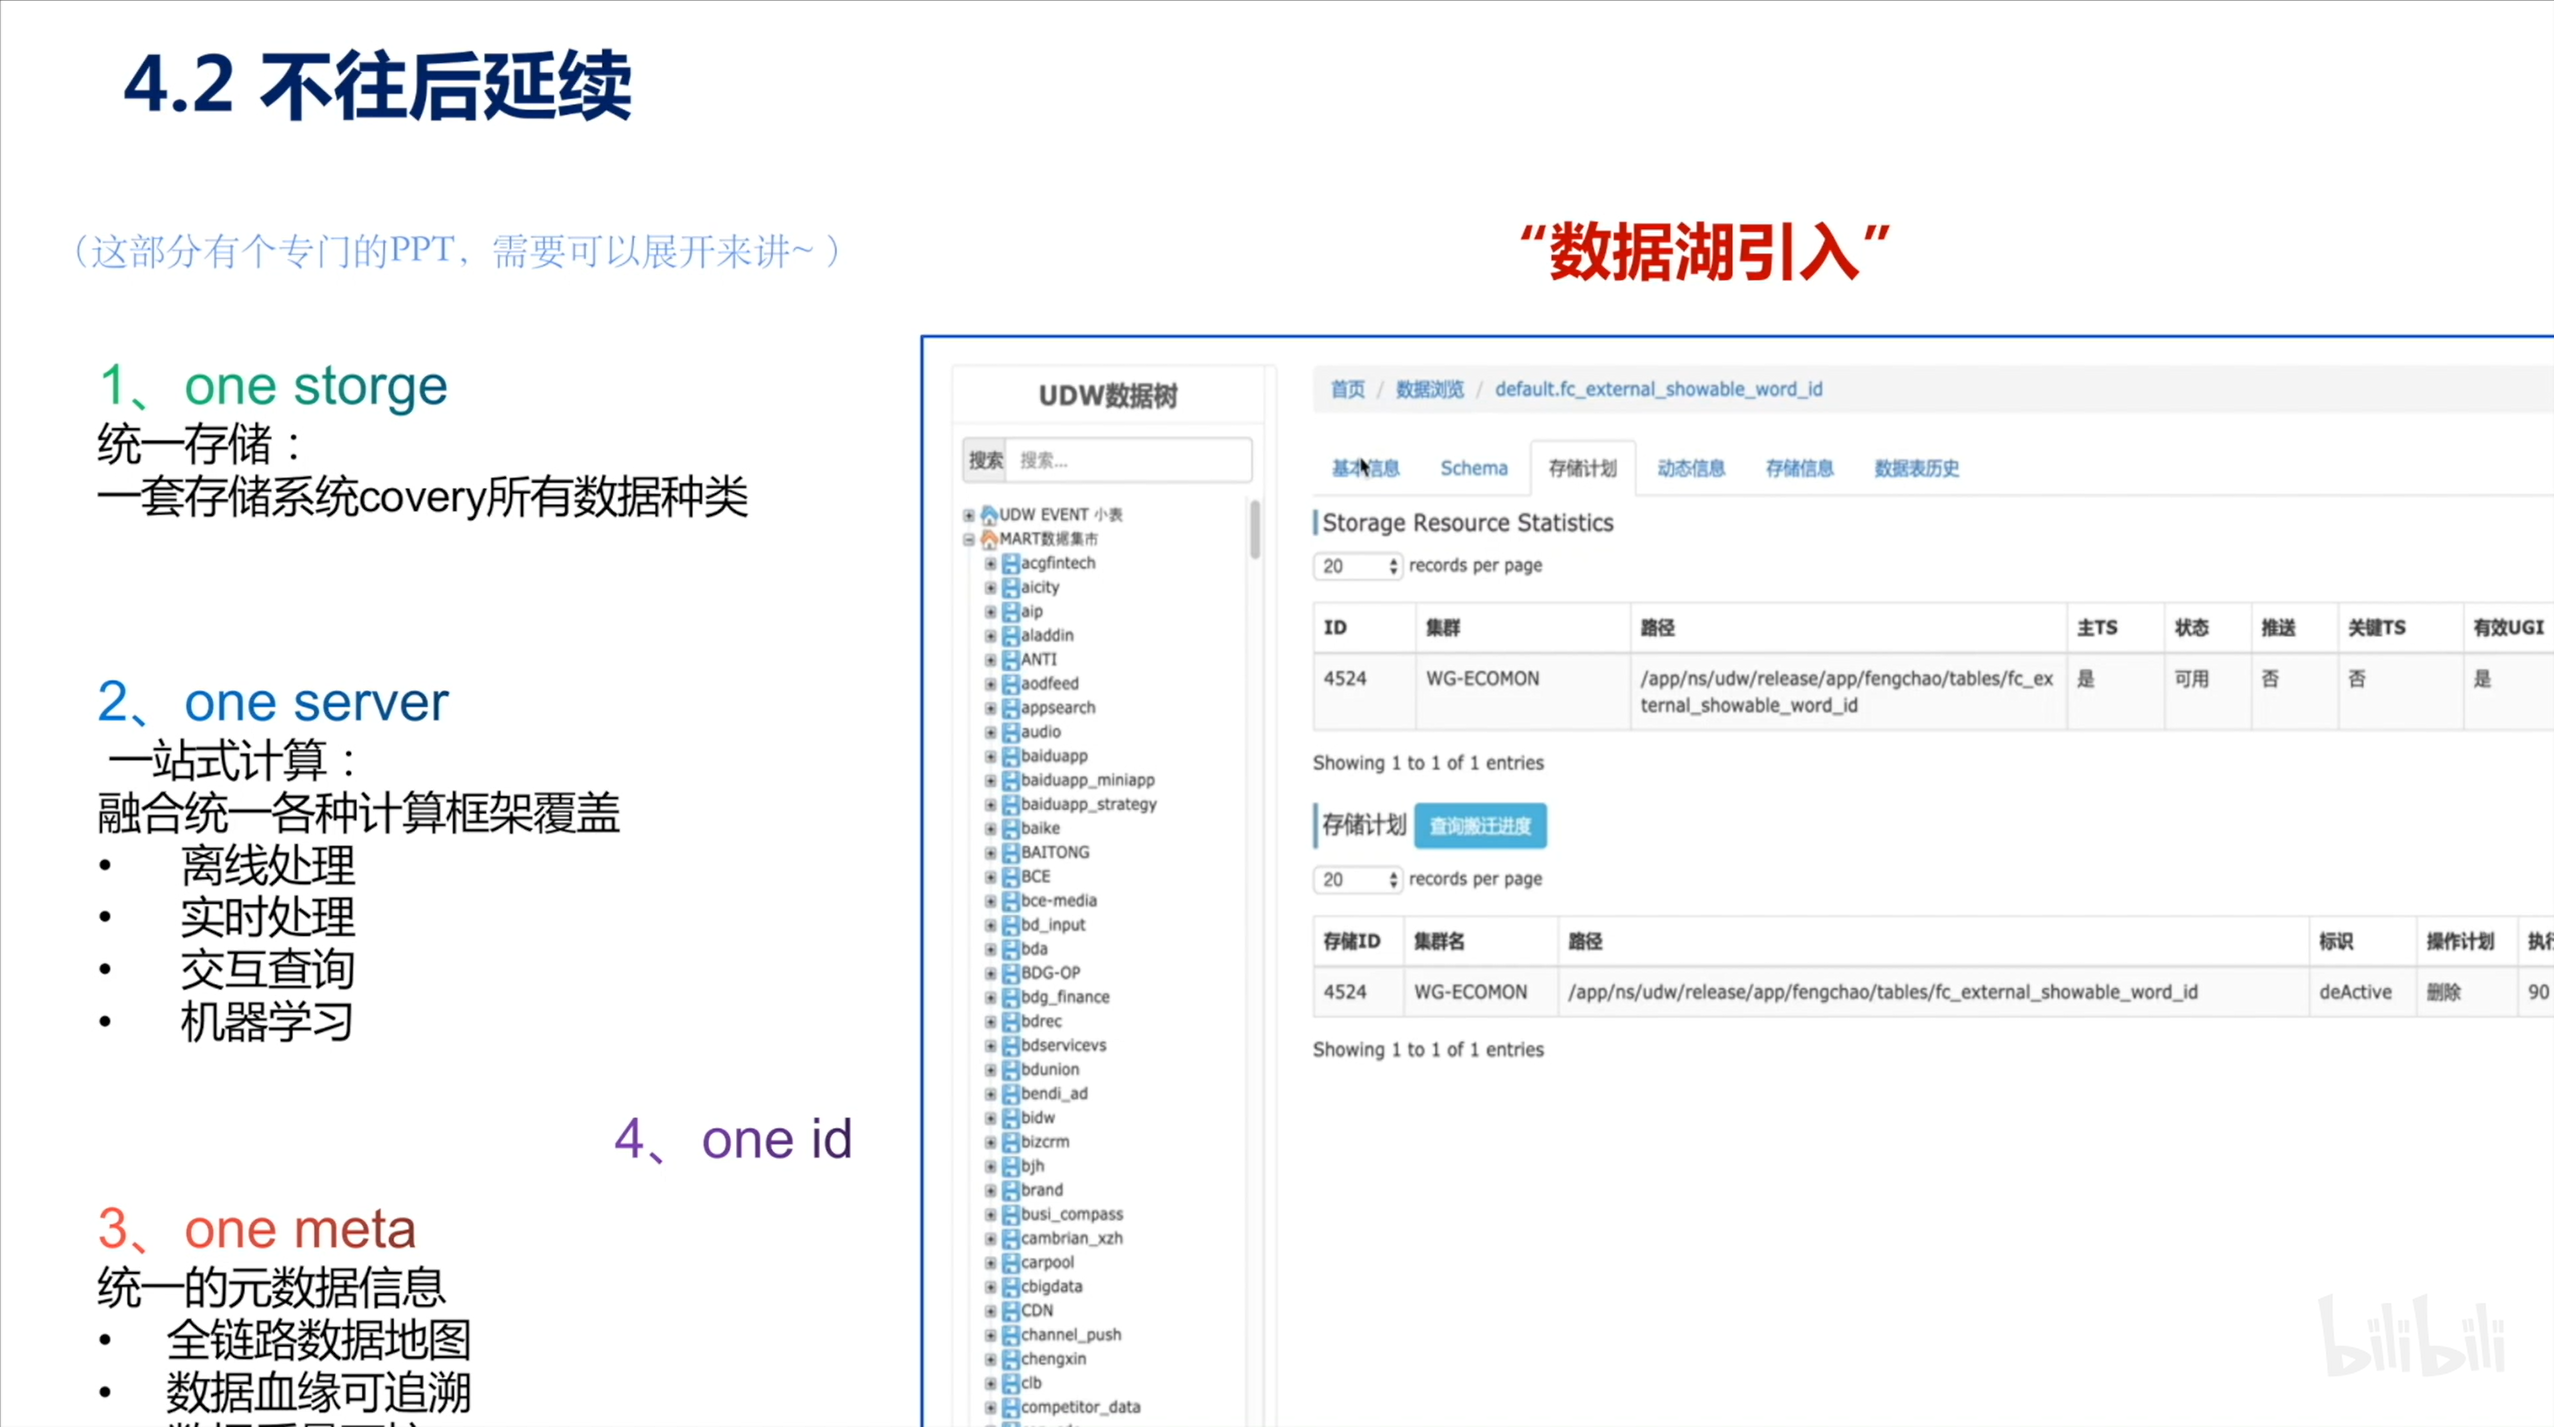 4.2 不往后延续
（这部分有个专门的PPT，需要可以展开来讲~ ）
“数据湖引入”
1、one storge
统一存储：
一套存储系统covery所有数据种类
2、one server
一站式计算：
融合统一各种计算框架覆盖
• 离线处理
• 实时处理
• 交互查询
• 机器学习
4、one id
3、one meta
统一的元数据信息
• 全链路数据地图
• 数据血缘可追溯
UDW数据树
搜索 搜索...
UDW EVENT 小表
MART数据集市
acgfintech
aicity
aip
aladdin
ANTI
aodfeed
appsearch
audio
baiduapp
baiduapp_miniapp
baiduapp_strategy
baike
BAITONG
BCE
bce-media
bd_input
bda
BDG-OP
bdg_finance
bdrec
bdservicevs
bdunion
bendi_ad
bidw
bizcrm
bjh
brand
busi_compass
cambrian_xzh
carpool
cbigdata
CDN
channel_push
chengxin
clb
competitor_data
首页 / 数据浏览 / default.fc_external_showable_word_id
基本信息 Schema 存储计划 动态信息 存储信息 数据表历史
Storage Resource Statistics
20 records per page
ID 集群 路径 主TS 状态 推送 关键TS 有效UGI
4524 WG-ECOMON /app/ns/udw/release/app/fengchao/tables/fc_ex 是 可用 否 否 是
ternal_showable_word_id
Showing 1 to 1 of 1 entries
存储计划 查询搬迁进度
20 records per page
存储ID 集群名 路径 标识 操作计划 执行
4524 WG-ECOMON /app/ns/udw/release/app/fengchao/tables/fc_external_showable_word_id deActive 删除 90
Showing 1 to 1 of 1 entries
bilibili